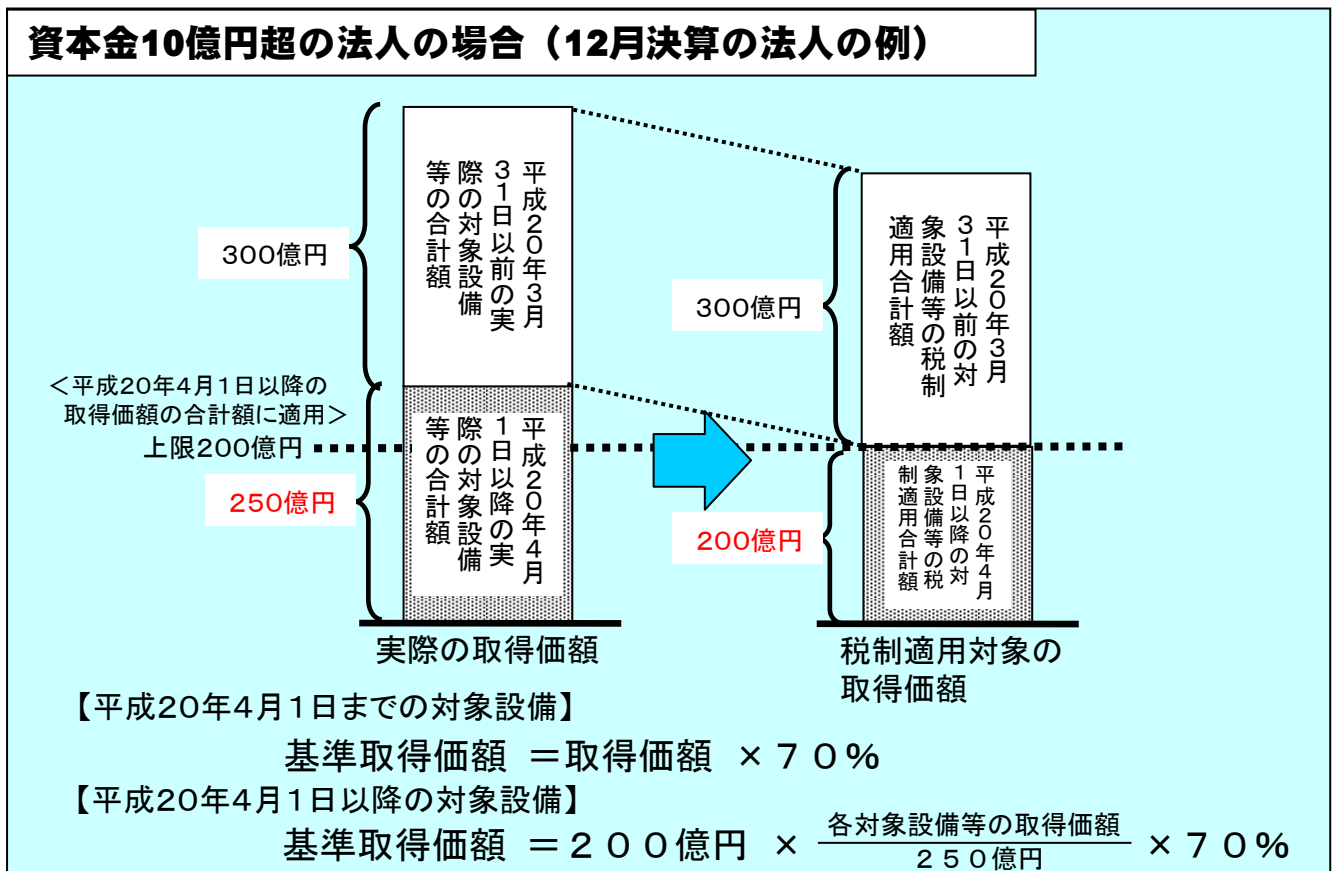 資本金10億円超の法人の場合（12月決算の法人の例）
300億円
平成２０年３月
３１日以前の実
際の対象設備
等の合計額
＜平成20年4月1日以降の
取得価額の合計額に適用＞
上限200億円
250億円
平成２０年４月
１日以降の実
際の対象設備
等の合計額
実際の取得価額
300億円
平成２０年３月
３１日以前の対
象設備等の税制
適用合計額
200億円
平成２０年４月
１日以降の対
象設備等の税
制適用合計額
税制適用対象の
取得価額
【平成20年4月1日までの対象設備】
基準取得価額 ＝取得価額 ×７０％
【平成20年4月1日以降の対象設備】
基準取得価額 ＝２００億円 × 各対象設備等の取得価額 × ７０％
２５０億円